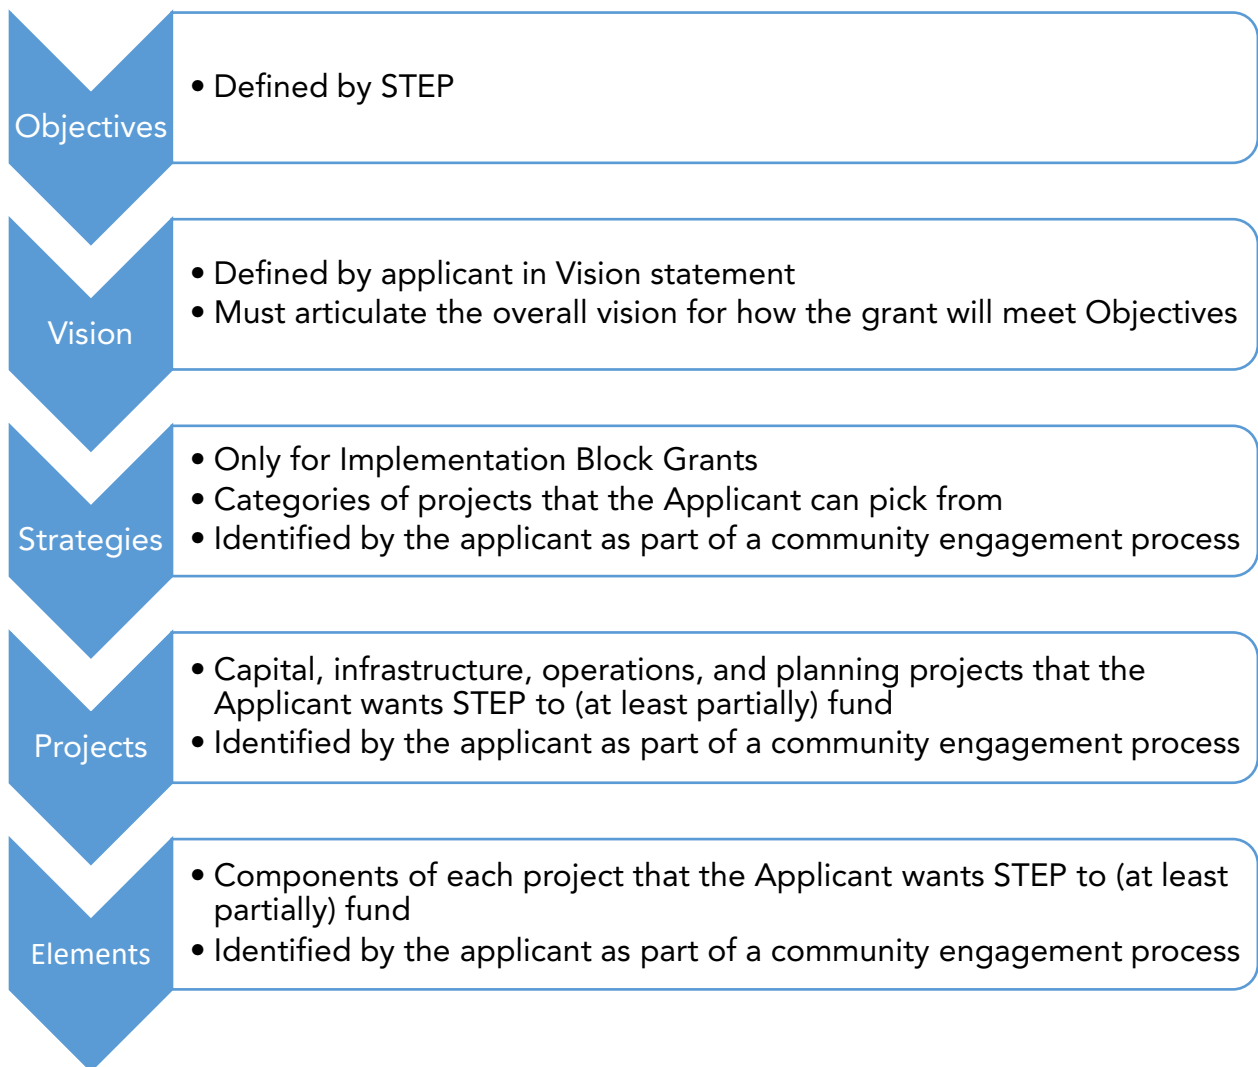 Objectives
• Defined by STEP
Vision
• Defined by applicant in Vision statement
• Must articulate the overall vision for how the grant will meet Objectives
Strategies
• Only for Implementation Block Grants
• Categories of projects that the Applicant can pick from
• Identified by the applicant as part of a community engagement process
Projects
• Capital, infrastructure, operations, and planning projects that the
Applicant wants STEP to (at least partially) fund
• Identified by the applicant as part of a community engagement process
Elements
• Components of each project that the Applicant wants STEP to (at least
partially) fund
• Identified by the applicant as part of a community engagement process